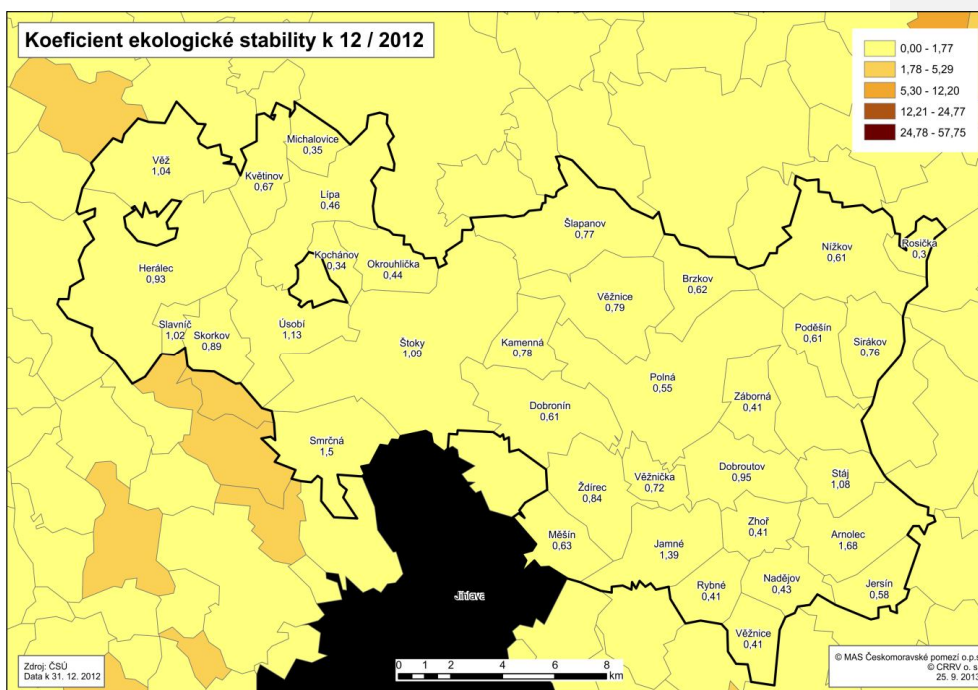 Koeficient ekologické stability k 12 / 2012
0,00 - 1,77
1,78 - 5,29
5,30 - 12,20
12,21 - 24,77
24,78 - 57,75
Michalovice
0,35
Věž
1,04
Květinov
0,67
Lípa
0,46
Šlapanov
0,77
Nížkov
0,61
Rosička
0,3
Kochánov
0,34
Okrouhlička
0,44
Herálec
0,93
Brzkov
0,62
Věžnice
0,79
Slavníč
1,02
Skorkov
0,89
Úsobí
1,13
Štoky
1,09
Kamenná
0,78
Poděšín
0,61
Sirákov
0,76
Polná
0,55
Záborná
0,41
Dobronín
0,61
Smrčná
1,5
Ždírec
0,84
Věžnička
0,72
Dobroutov
0,95
Stáj
1,08
Měšín
0,63
Jamné
1,39
Zhoř
0,41
Arnolec
1,68
Rybné
0,41
Nadějov
0,43
Jersín
0,58
Jihlava
Věžnice
0,41
Zdroj: ČSÚ
Data k 31. 12. 2012
0 1 2 4 6 8
km
© MAS Českomoravské pomezí o.p.s
© CRRV o. s
25. 9. 201